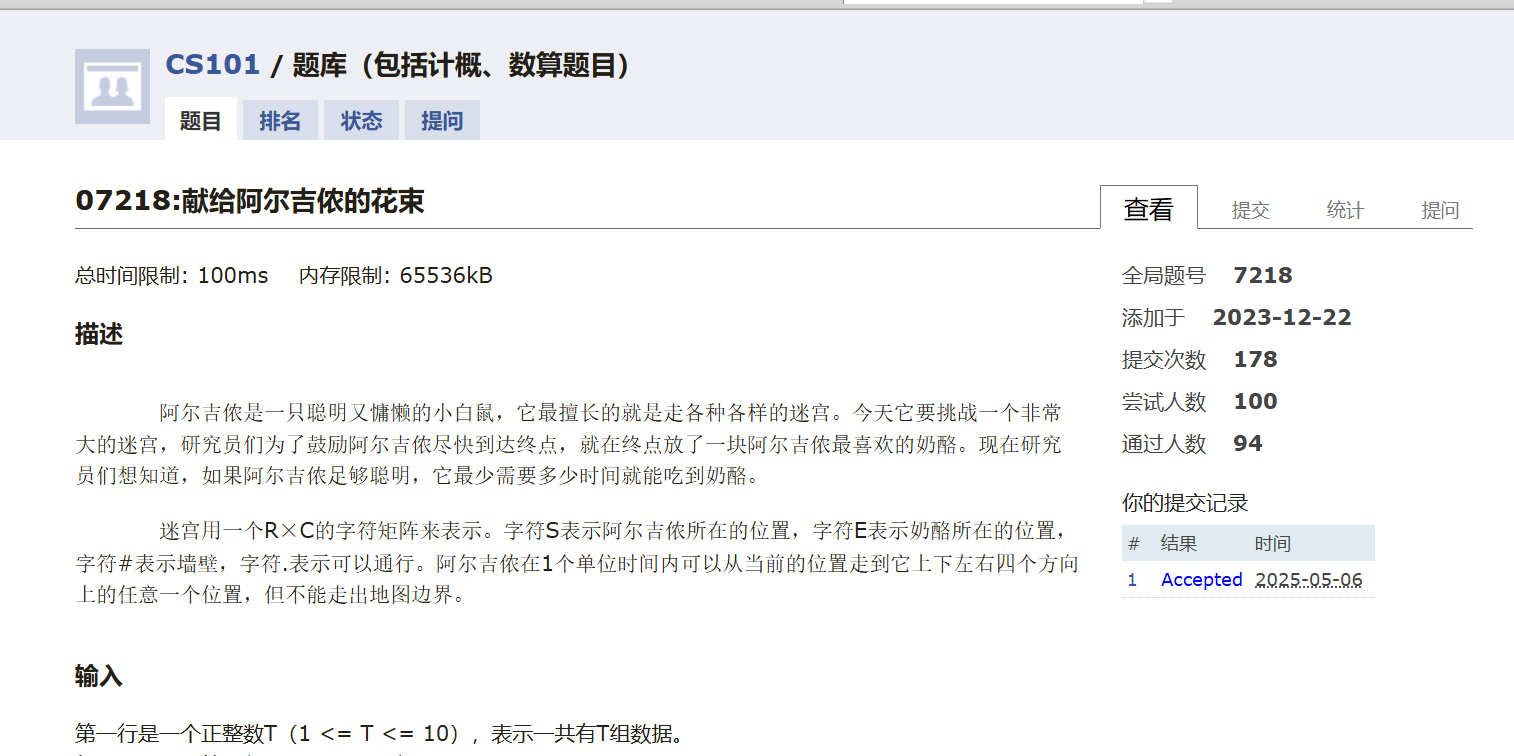 CS101 / 题库（包括计概、数算题目）
题目 排名 状态 提问
07218:献给阿尔吉侬的花束
查看 提交 统计 提问
总时间限制: 100ms 内存限制: 65536kB
描述
阿尔吉侬是一只聪明又慵懒的小白鼠，它最擅长的就是走各种各样的迷宫。今天它要挑战一个非常
大的迷宫，研究员们为了鼓励阿尔吉侬尽快到达终点，就在终点放了一块阿尔吉侬最喜欢的奶酪。现在研究
员们想知道，如果阿尔吉侬足够聪明，它最少需要多少时间就能吃到奶酪。
迷宫用一个R×C的字符矩阵来表示。字符S表示阿尔吉侬所在的位置，字符E表示奶酪所在的位置，
字符#表示墙壁，字符.表示可以通行。阿尔吉侬在1个单位时间内可以从当前的位置走到它上下左右四个方向
上的任意一个位置，但不能走出地图边界。
输入
第一行是一个正整数T（1 <= T <= 10），表示一共有T组数据。
全局题号 7218
添加于 2023-12-22
提交次数 178
尝试人数 100
通过人数 94
你的提交记录
# 结果 时间
1 Accepted 2025-05-06